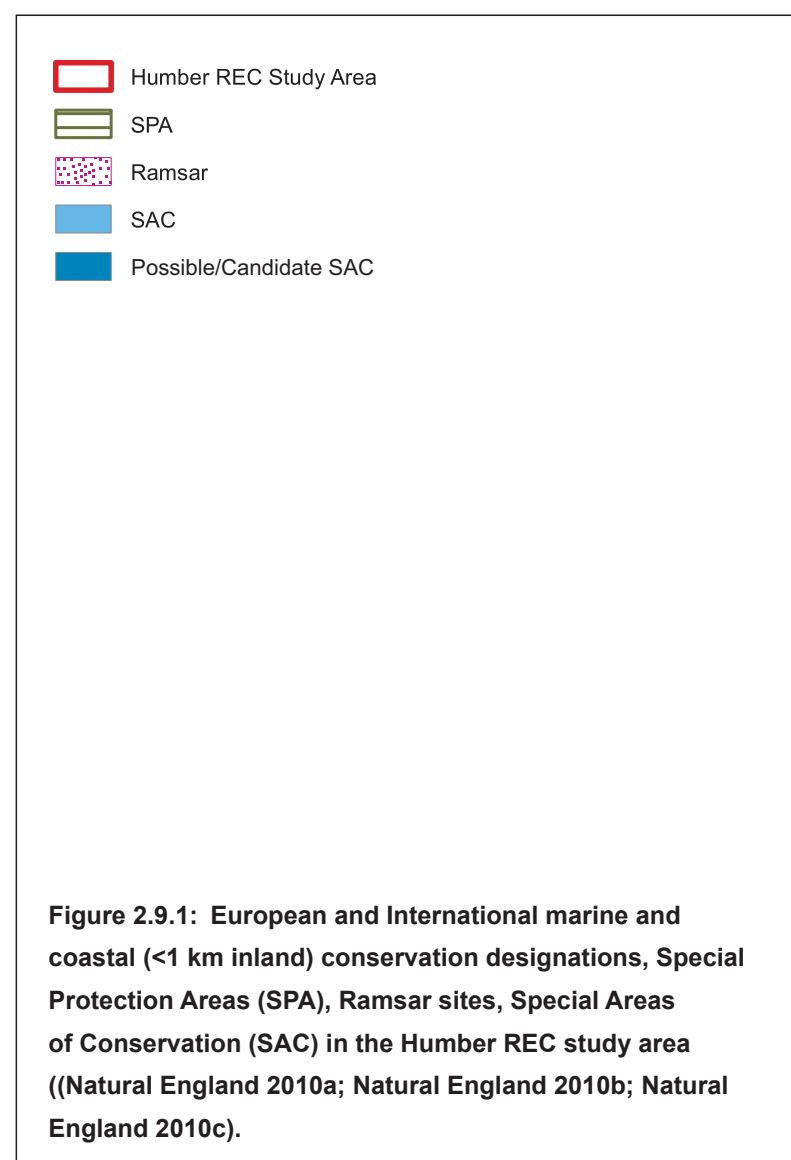 Humber REC Study Area
SPA
Ramsar
SAC
Possible/Candidate SAC
Figure 2.9.1: European and International marine and
coastal (<1 km inland) conservation designations, Special
Protection Areas (SPA), Ramsar sites, Special Areas
of Conservation (SAC) in the Humber REC study area
((Natural England 2010a; Natural England 2010b; Natural
England 2010c).